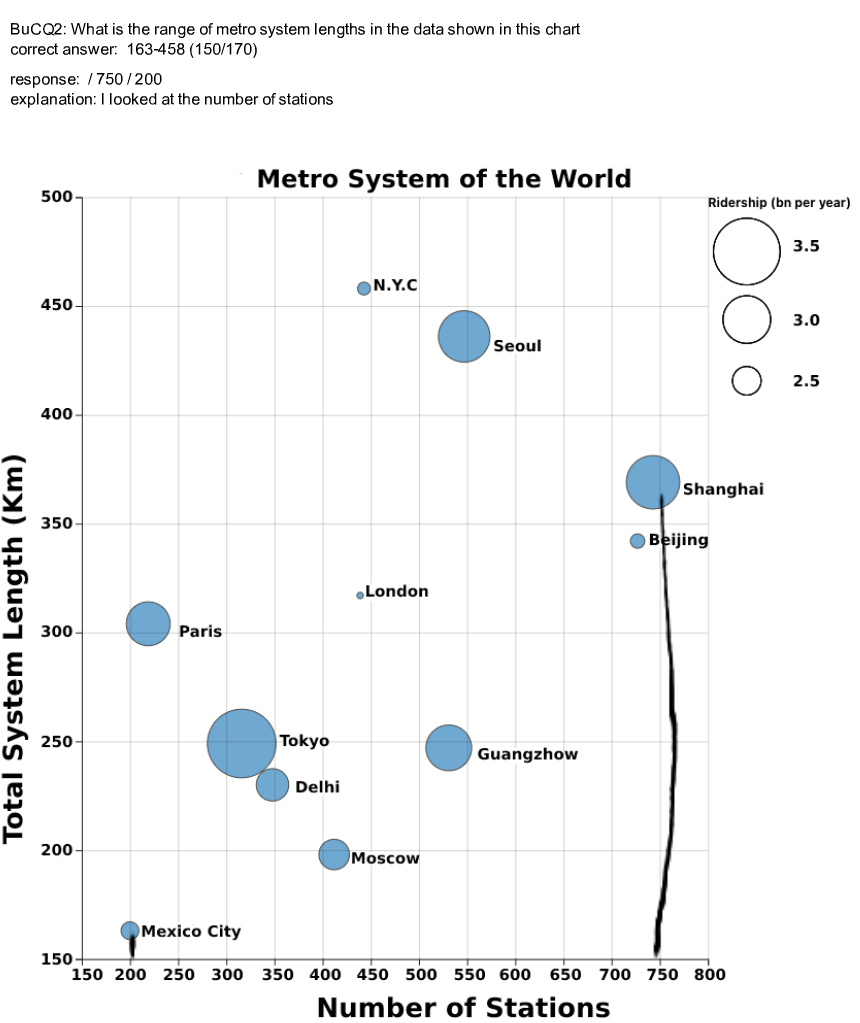 BuCQ2: What is the range of metro system lengths in the data shown in this chart
correct answer:  163-458 (150/170)
response:  / 750 / 200
explanation: I looked at the number of stations
Metro System of the World
Ridership (bn per year)
3.5
3.0
2.5
Total System Length (Km)
500
450
400
350
300
250
200
150
N.Y.C
Seoul
Shanghai
Beijing
London
Paris
Tokyo
Guangzhow
Delhi
Moscow
Mexico City
150 200 250 300 350 400 450 500 550 600 650 700 750 800
Number of Stations